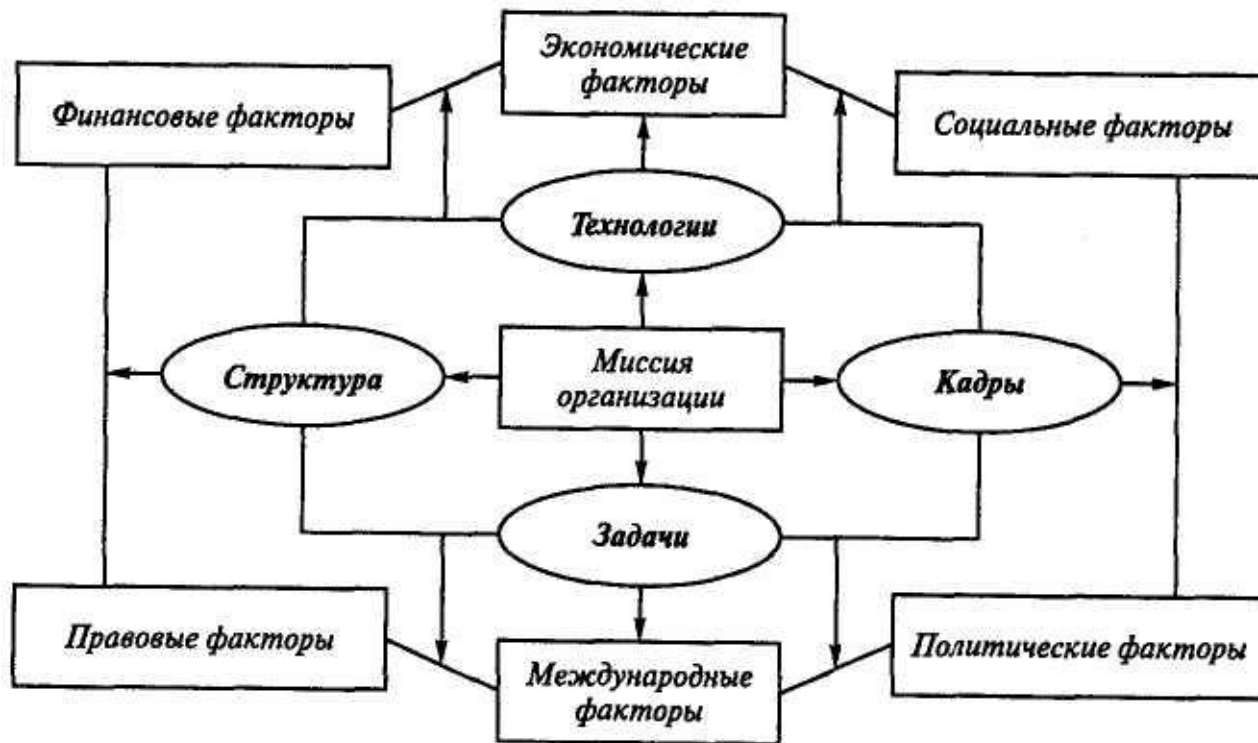 Экономические
факторы
Финансовые факторы
Социальные факторы
Технологии
Структура
Миссия
организации
Кадры
Задачи
Правовые факторы
Международные
факторы
Политические факторы